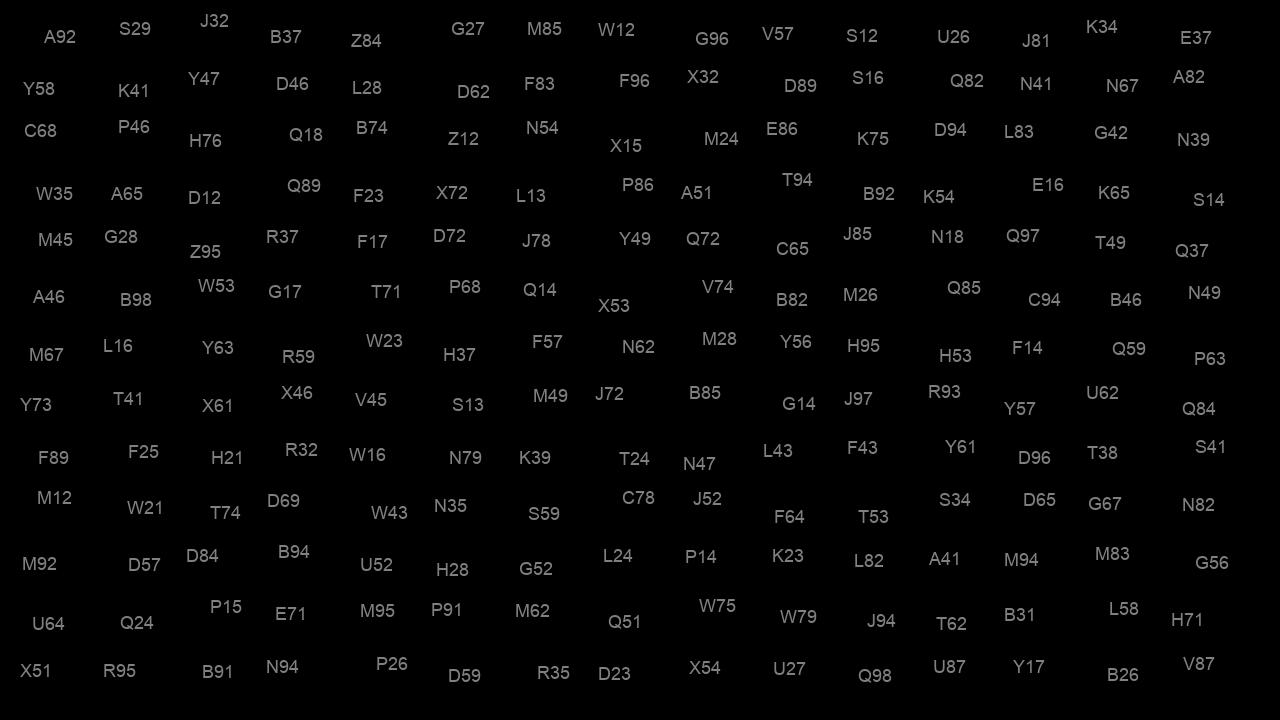 A92 S29 J32 B37 Z84 G27 M85 W12 G96 V57 S12 U26 J81 K34 E37
Y58 K41 Y47 D46 L28 D62 F83 F96 X32 D89 S16 Q82 N41 N67 A82
C68 P46 H76 Q18 B74 Z12 N54 X15 M24 E86 K75 D94 L83 G42 N39
W35 A65 D12 Q89 F23 X72 L13 P86 A51 T94 B92 K54 E16 K65 S14
M45 G28 Z95 R37 F17 D72 J78 Y49 Q72 C65 J85 N18 Q97 T49 Q37
A46 B98 W53 G17 T71 P68 Q14 X53 V74 B82 M26 Q85 C94 B46 N49
M67 L16 Y63 R59 W23 H37 F57 N62 M28 Y56 H95 H53 F14 Q59 P63
Y73 T41 X61 X46 V45 S13 M49 J72 B85 G14 J97 R93 Y57 U62 Q84
F89 F25 H21 R32 W16 N79 K39 T24 N47 L43 F43 Y61 D96 T38 S41
M12 W21 T74 D69 W43 N35 S59 C78 J52 F64 T53 S34 D65 G67 N82
M92 D57 D84 B94 U52 H28 G52 L24 P14 K23 L82 A41 M94 M83 G56
U64 Q24 P15 E71 M95 P91 M62 Q51 W75 W79 J94 T62 B31 L58 H71
X51 R95 B91 N94 P26 D59 R35 D23 X54 U27 Q98 U87 Y17 B26 V87